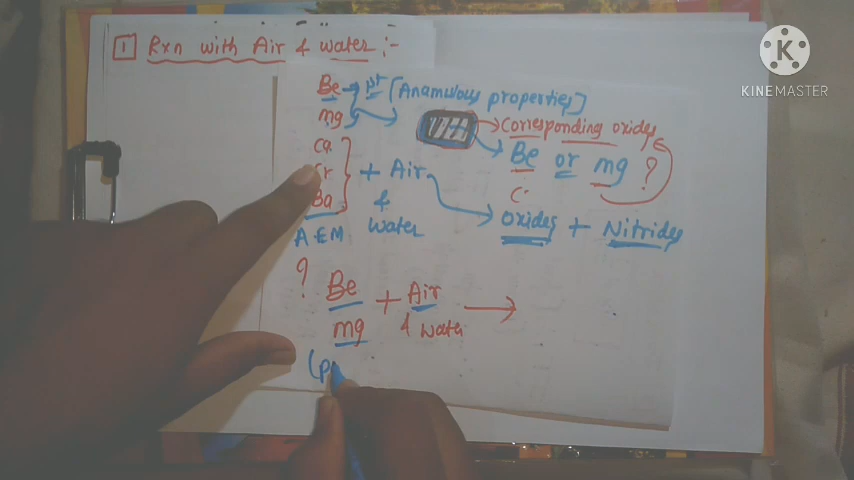 1 Rxn with Air & water :-
Be → 1st [Anamulous properties]
mg
Corresponding oxides
Ca
Be or mg ?
Sr
+ Air
C
Ba
&
Oxides + Nitrides
AEM
water
?
Be + Air →
mg & water
(P
K
KINEMASTER